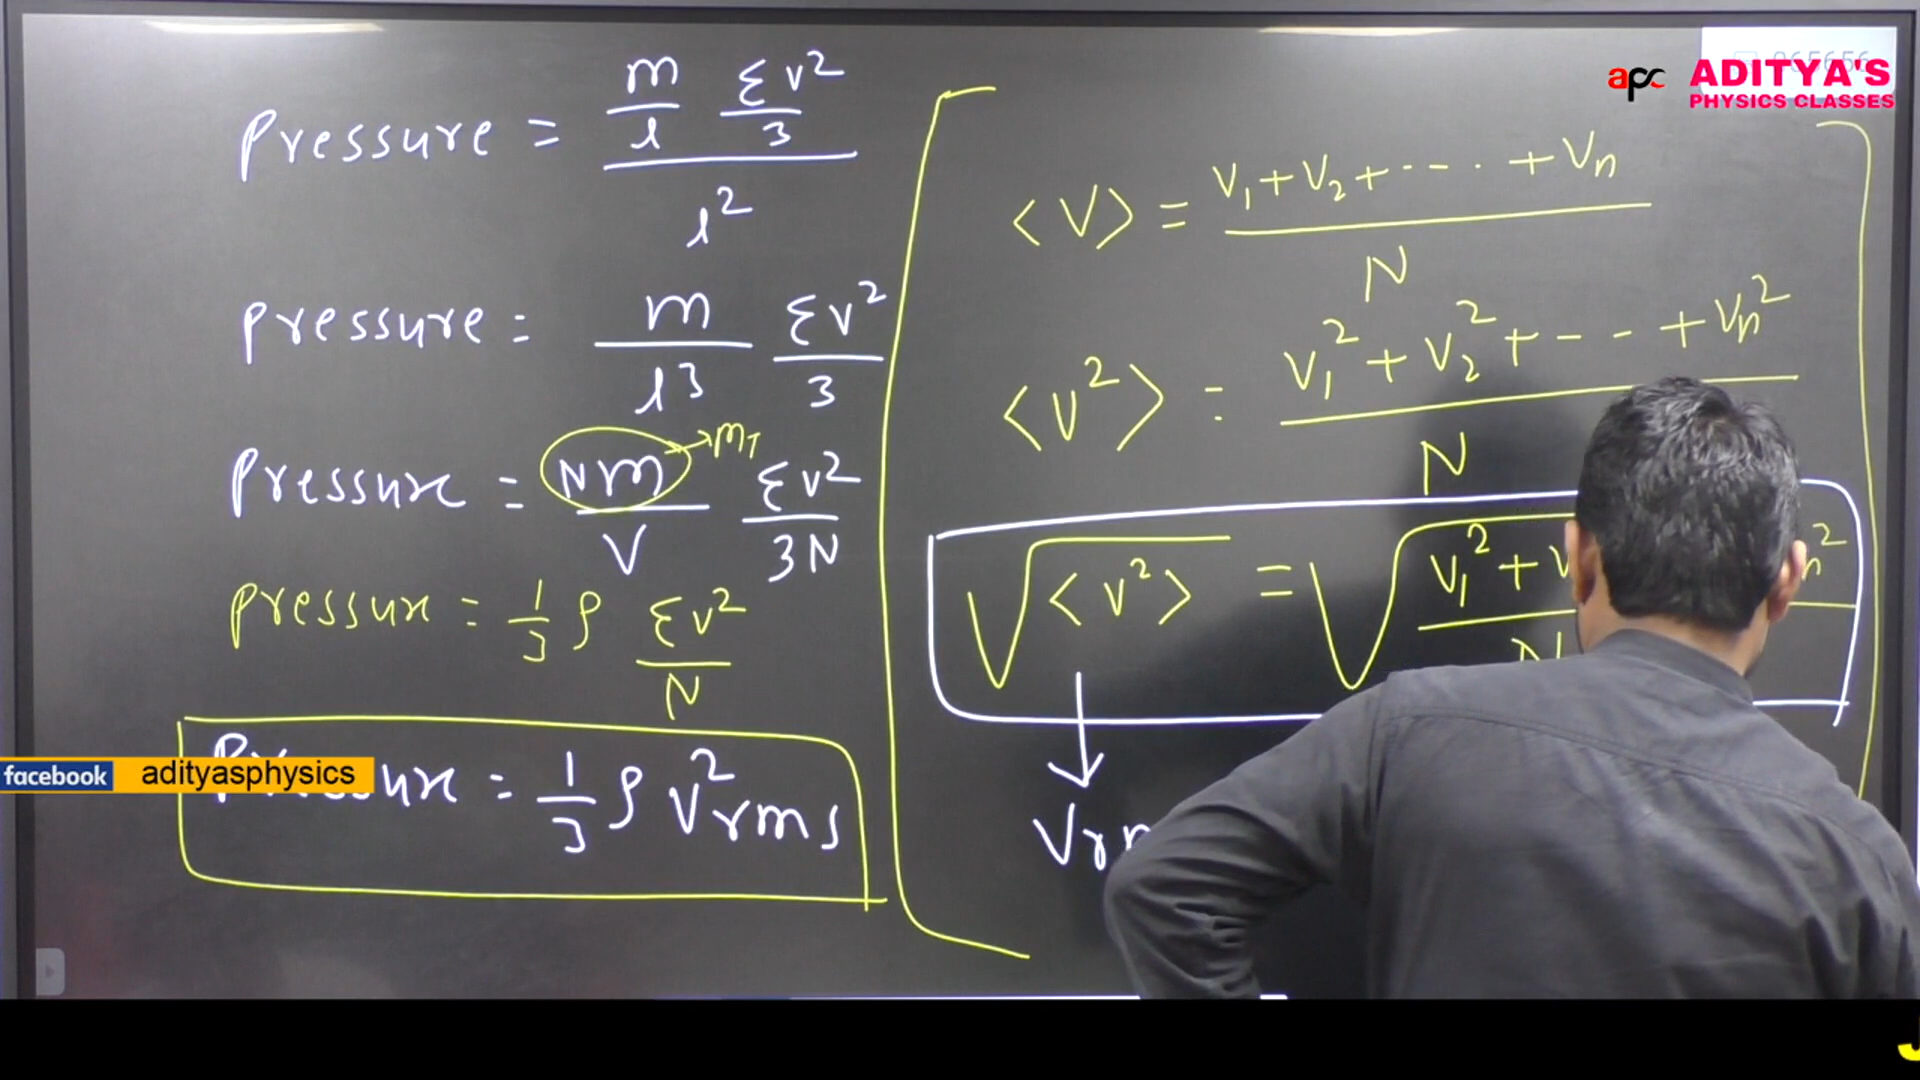 apc ADITYA'S
PHYSICS CLASSES
Pressure = m/l Σv²/3 / l²
Pressure = m/l³ Σv²/3
Pressure = Nm/V Σv²/3N → m_T
Pressure = 1/3 ρ Σv²/N
= 1/3 ρ V²rms
<V> = V₁ + V₂ + ---- + Vn / N
<V²> = V₁² + V₂² + --- + Vn² / N
√<V²> = √V₁² +
facebook adityasphysics